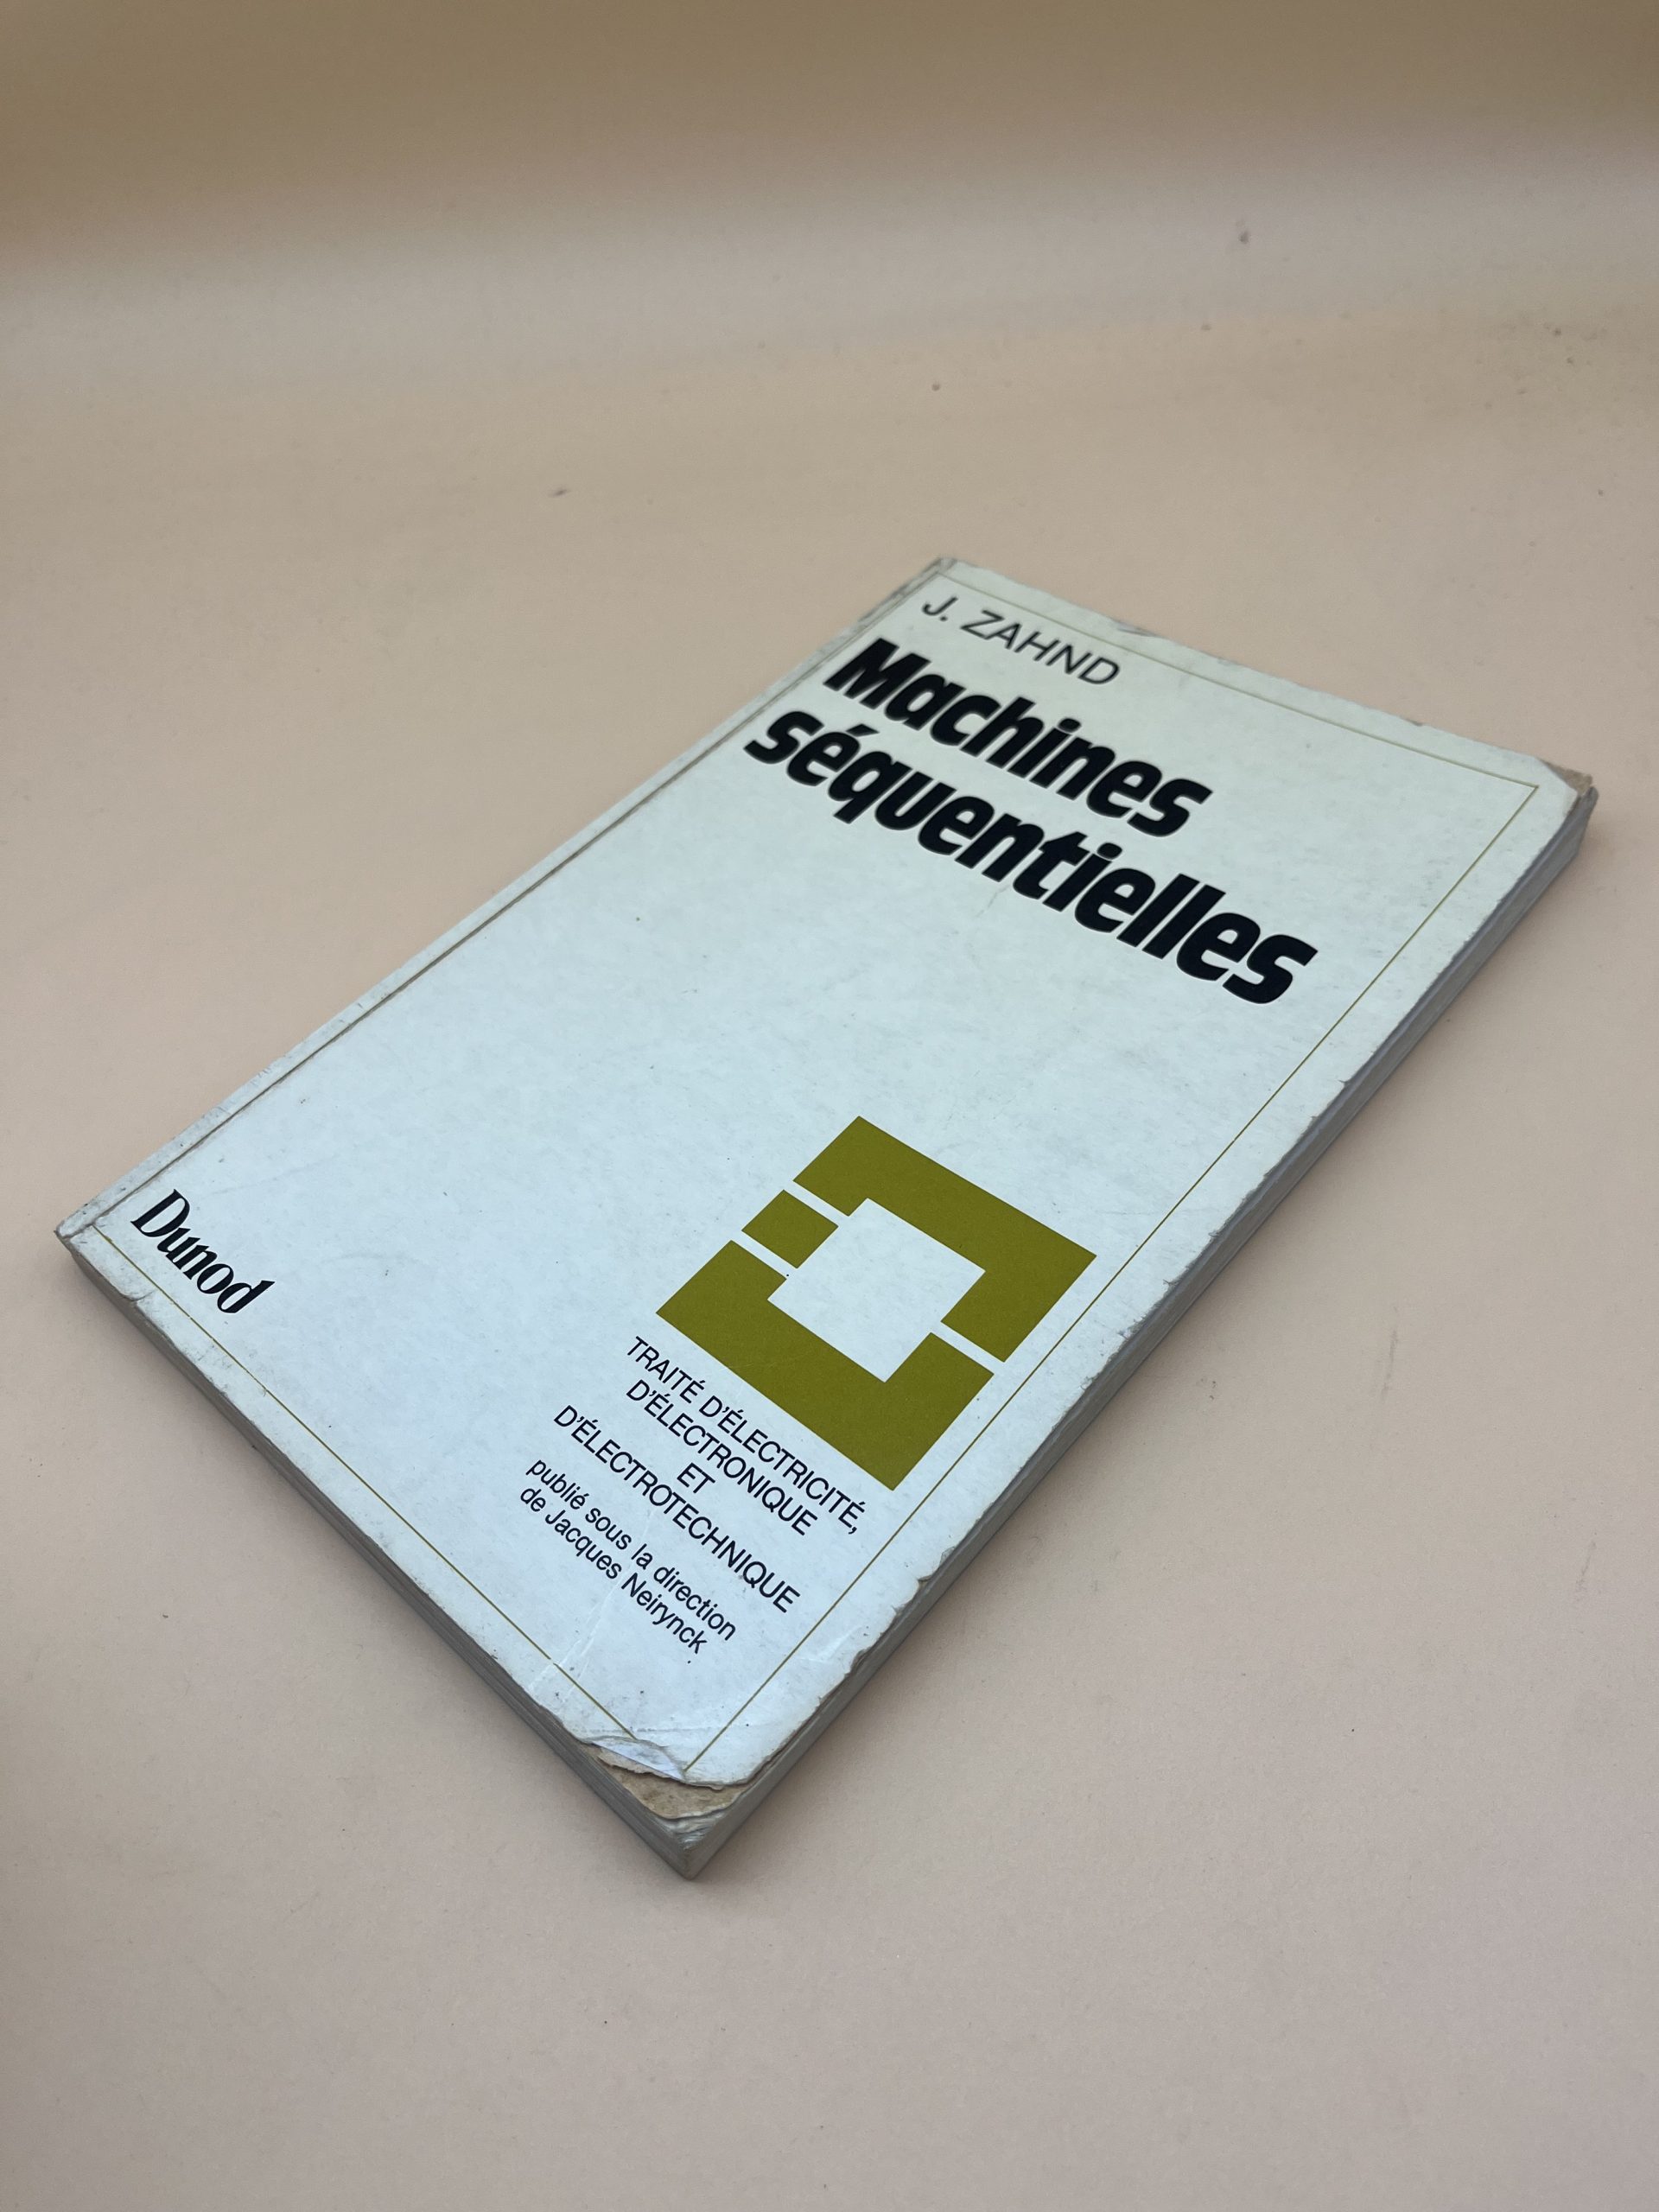 J. ZAHND
Machines
séquentielles
TRAITÉ D'ÉLECTRICITÉ,
D'ÉLECTRONIQUE
ET
D'ÉLECTROTECHNIQUE
publié sous la direction
de Jacques Neirynck
Dunod